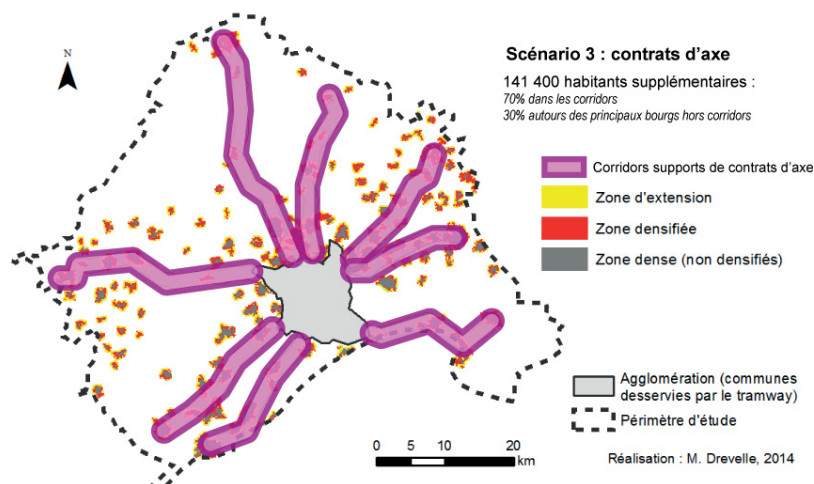 N
Scénario 3 : contrats d'axe
141 400 habitants supplémentaires :
70% dans les corridors
30% autours des principaux bourgs hors corridors
Corridors supports de contrats d'axe
Zone d'extension
Zone densifiée
Zone dense (non densifiés)
Agglomération (communes
desservies par le tramway)
Périmètre d'étude
0 5 10 20
km
Réalisation : M. Drevelle, 2014